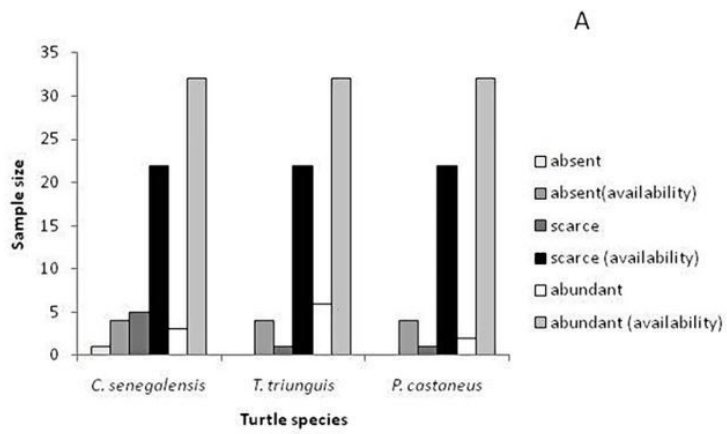 A
35
30
25
20
15
10
5
0
Sample size
C. senegalensis
T. triunguis
P. castaneus
Turtle species
absent
absent(availability)
scarce
scarce (availability)
abundant
abundant (availability)